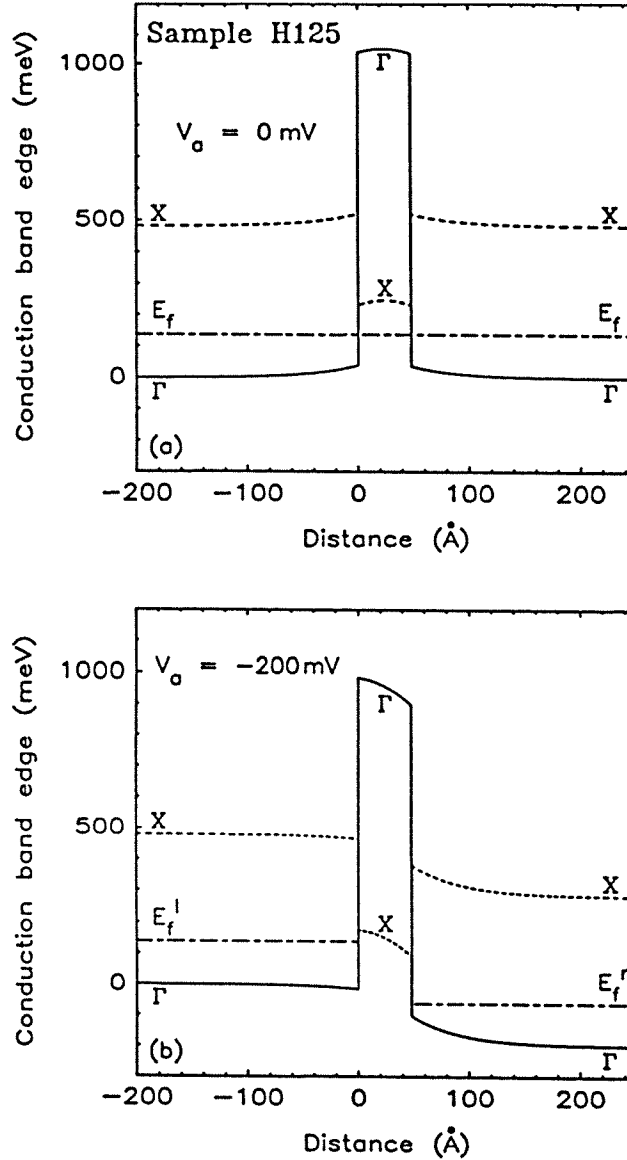 Sample H125
Γ
V_a = 0 mV
X
X
X
E_f
E_f
Γ
Γ
(a)
1000
500
0
Conduction band edge (meV)
−200
−100
0
100
200
Distance (Å)
V_a = −200mV
Γ
X
X
X
E_f^l
E_f^r
Γ
Γ
(b)
1000
500
0
Conduction band edge (meV)
−200
−100
0
100
200
Distance (Å)